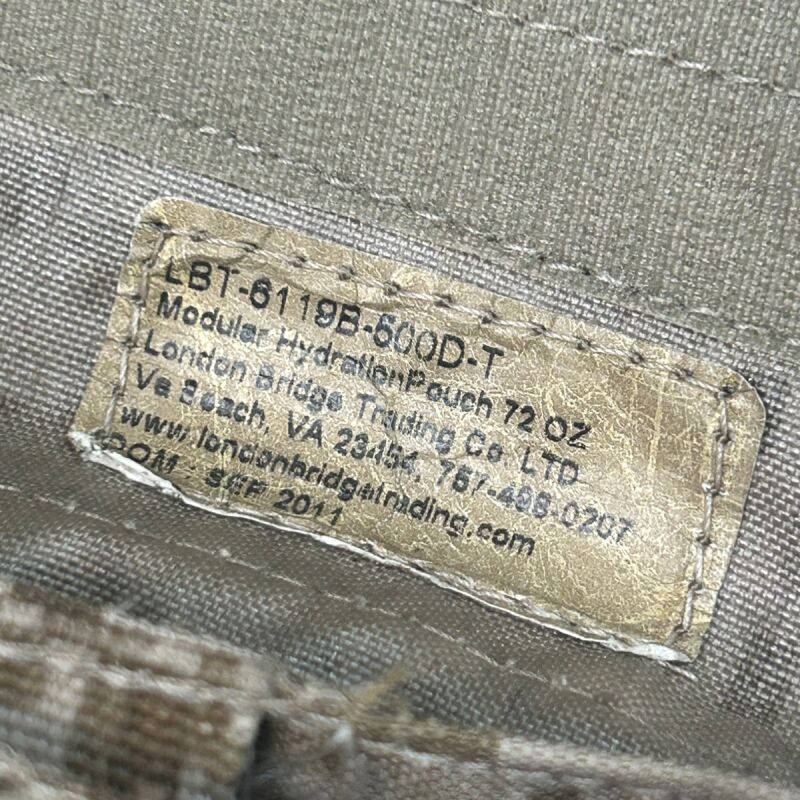 LBT-6119B-500D-T
Modular HydrationPouch 72 OZ
London Bridge Trading Co. LTD
Va Beach, VA 23454, 757-498-0207
www.londonbridgetrading.com
DOM : SEP 2011